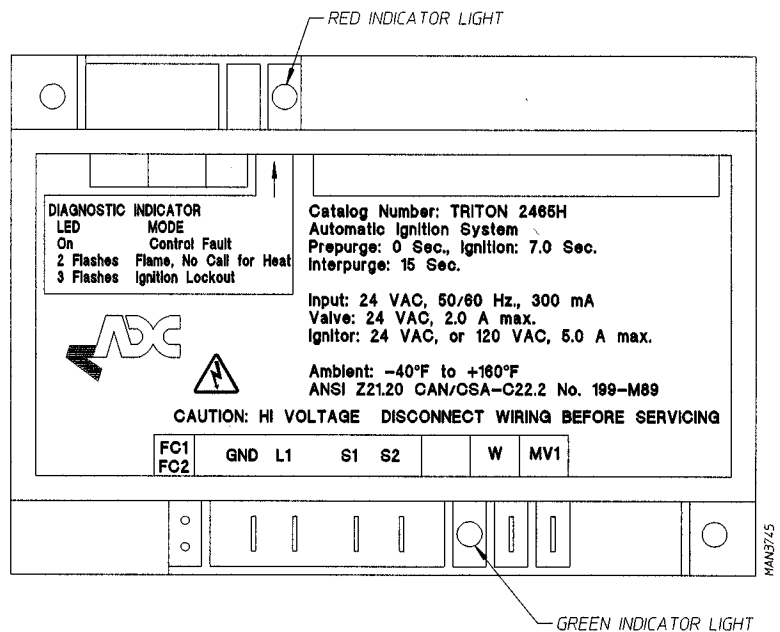 RED INDICATOR LIGHT
DIAGNOSTIC INDICATOR
LED MODE
On Control Fault
2 Flashes Flame, No Call for Heat
3 Flashes Ignition Lockout
Catalog Number: TRITON 2465H
Automatic Ignition System
Prepurge: 0 Sec., Ignition: 7.0 Sec.
Interpurge: 15 Sec.
Input: 24 VAC, 50/60 Hz., 300 mA
Valve: 24 VAC, 2.0 A max.
Ignitor: 24 VAC, or 120 VAC, 5.0 A max.
ADC
Ambient: -40°F to +160°F
ANSI Z21.20 CAN/CSA-C22.2 No. 199-M89
CAUTION: HI VOLTAGE DISCONNECT WIRING BEFORE SERVICING
FC1
FC2
GND L1 S1 S2 W MV1
MAN3745
GREEN INDICATOR LIGHT